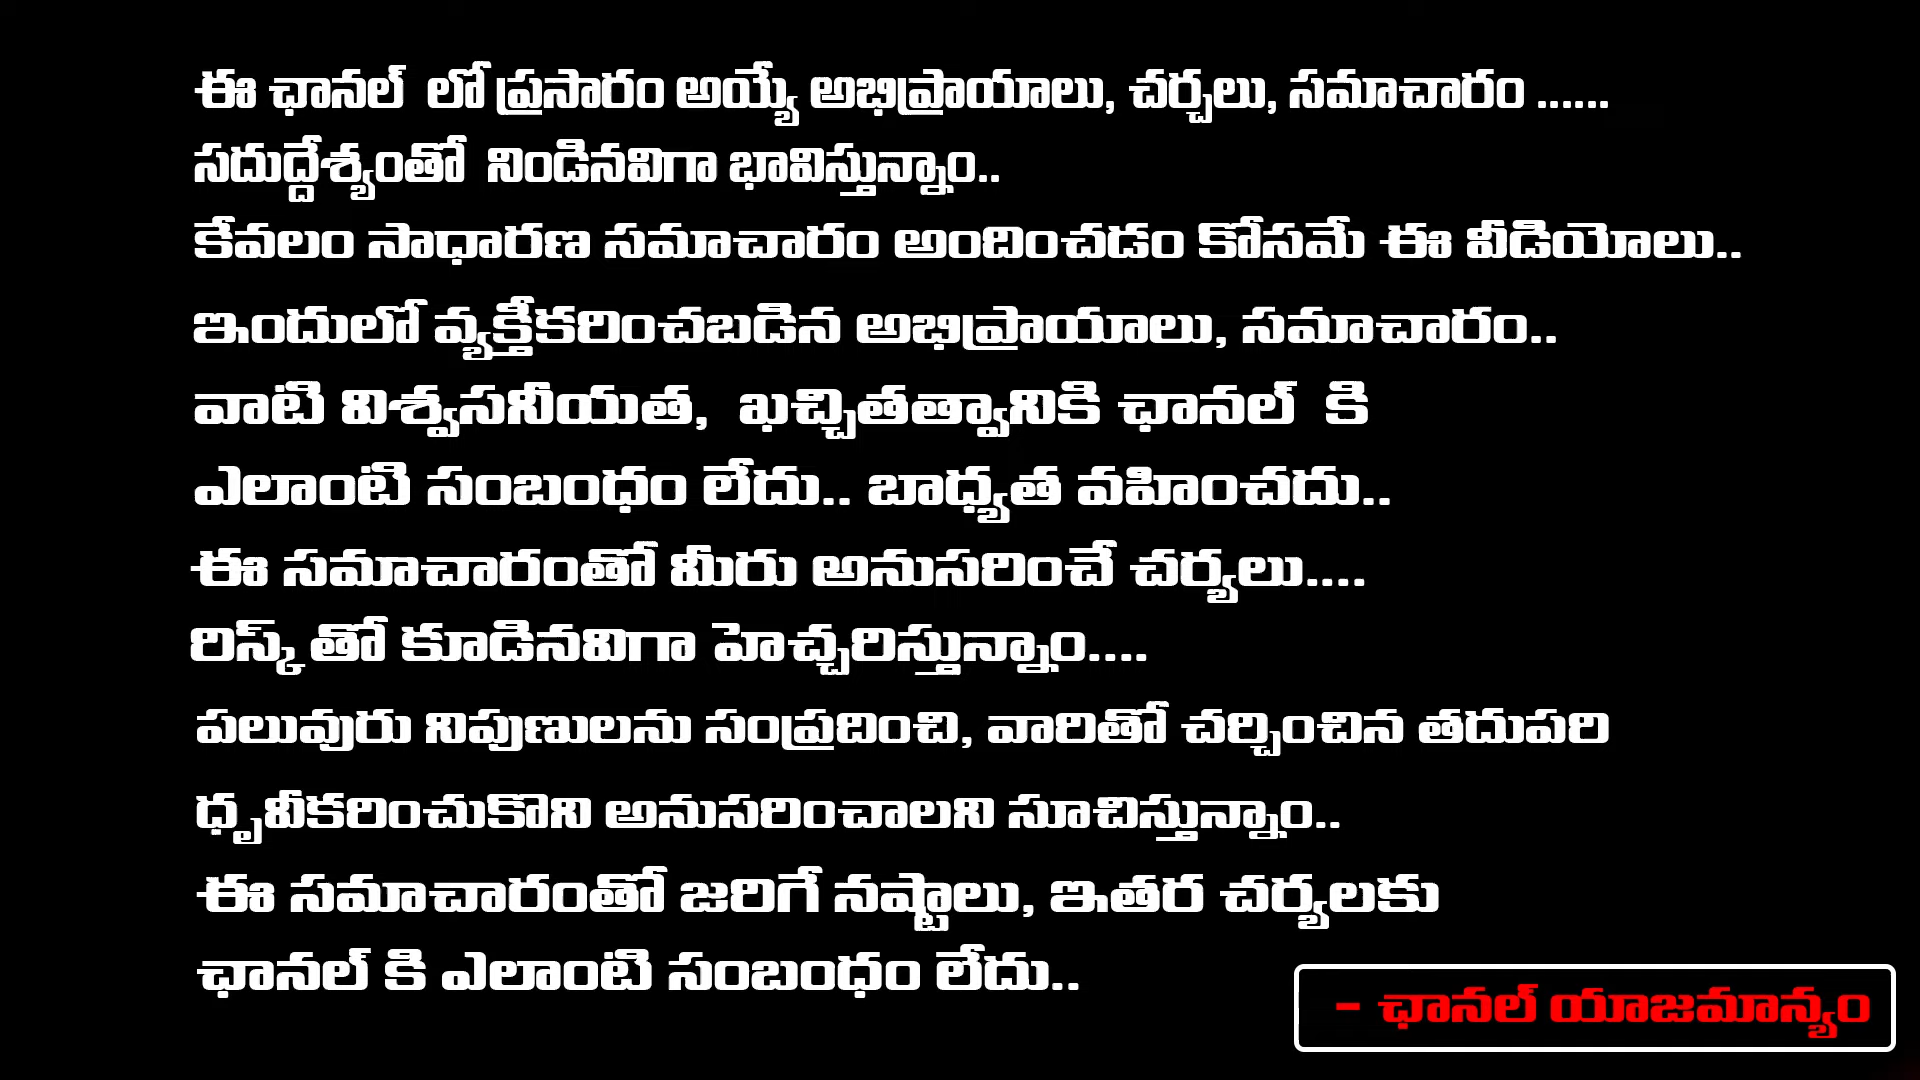 ఈ ఛానల్ లో ప్రసారం అయ్యే అభిప్రాయాలు, చర్చలు, సమాచారం ......
సదుద్దేశ్యంతో నిండినవిగా భావిస్తున్నాం..
కేవలం సాధారణ సమాచారం అందించడం కోసమే ఈ వీడియోలు..
ఇందులో వ్యక్తీకరించబడిన అభిప్రాయాలు, సమాచారం..
వాటి విశ్వసనీయత, ఖచ్చితత్వానికి ఛానల్ కి
ఎలాంటి సంబంధం లేదు.. బాధ్యత వహించదు..
ఈ సమాచారంతో మీరు అనుసరించే చర్యలు....
రిస్క్ తో కూడినవిగా హెచ్చరిస్తున్నాం....
పలువురు నిపుణులను సంప్రదించి, వారితో చర్చించిన తదుపరి
ధృవీకరించుకొని అనుసరించాలని సూచిస్తున్నాం..
ఈ సమాచారంతో జరిగే నష్టాలు, ఇతర చర్యలకు
ఛానల్ కి ఎలాంటి సంబంధం లేదు..
- ఛానల్ యాజమాన్యం